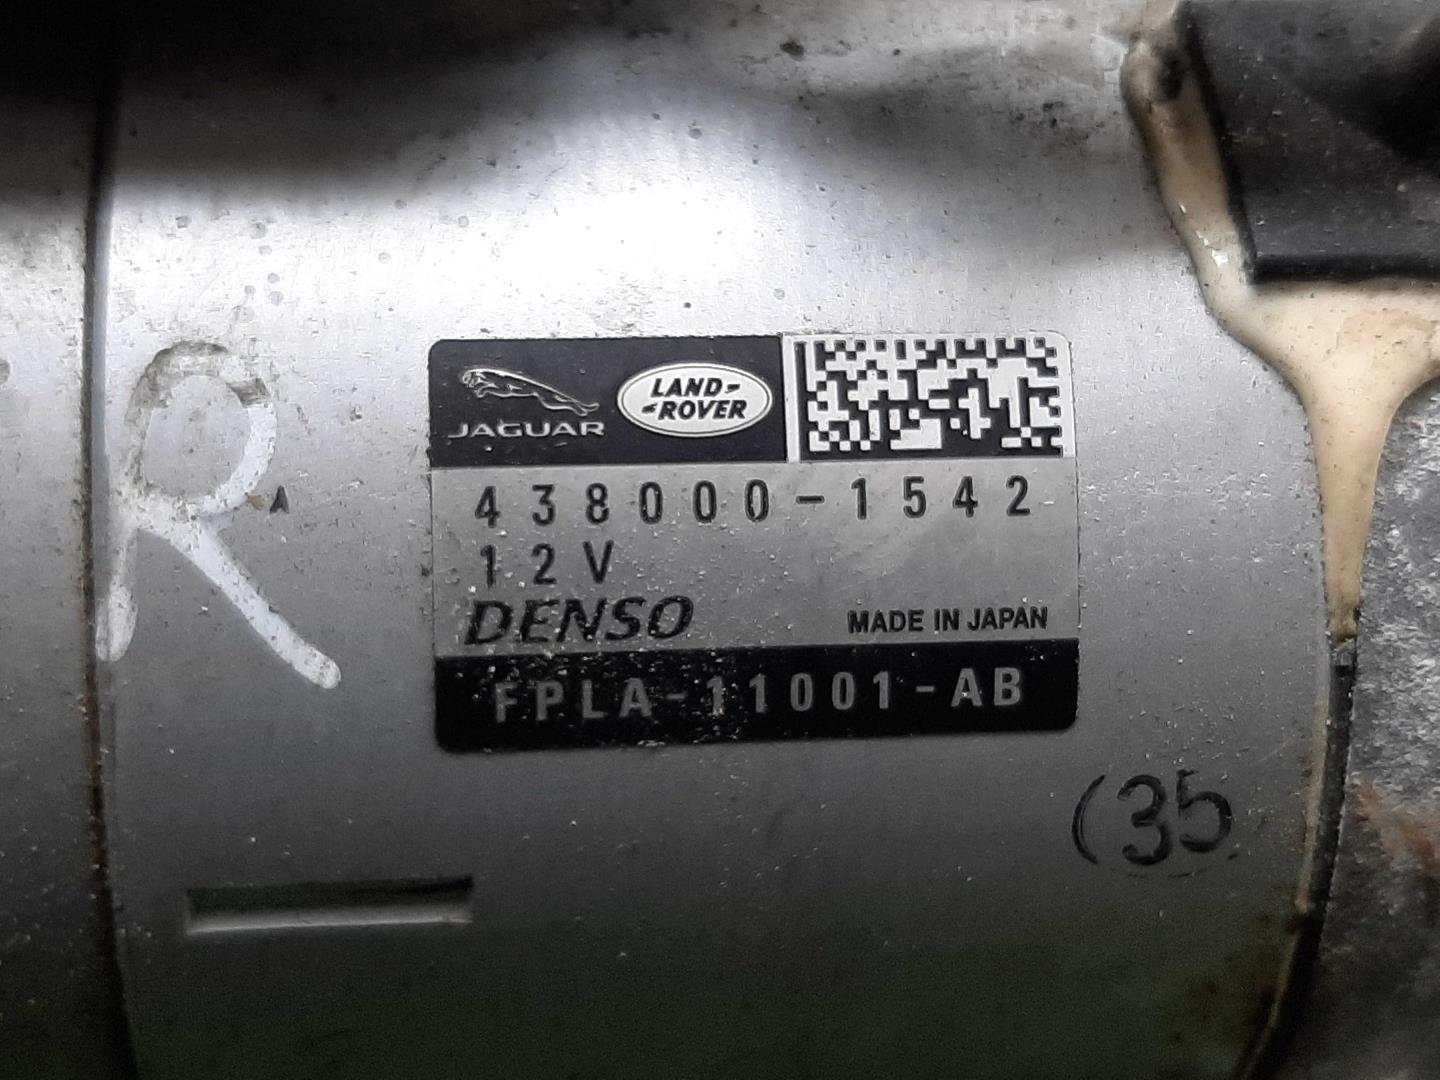 JAGUAR
LAND-
-ROVER
438000-1542
12V
DENSO
MADE IN JAPAN
FPLA-11001-AB
R
A
(35